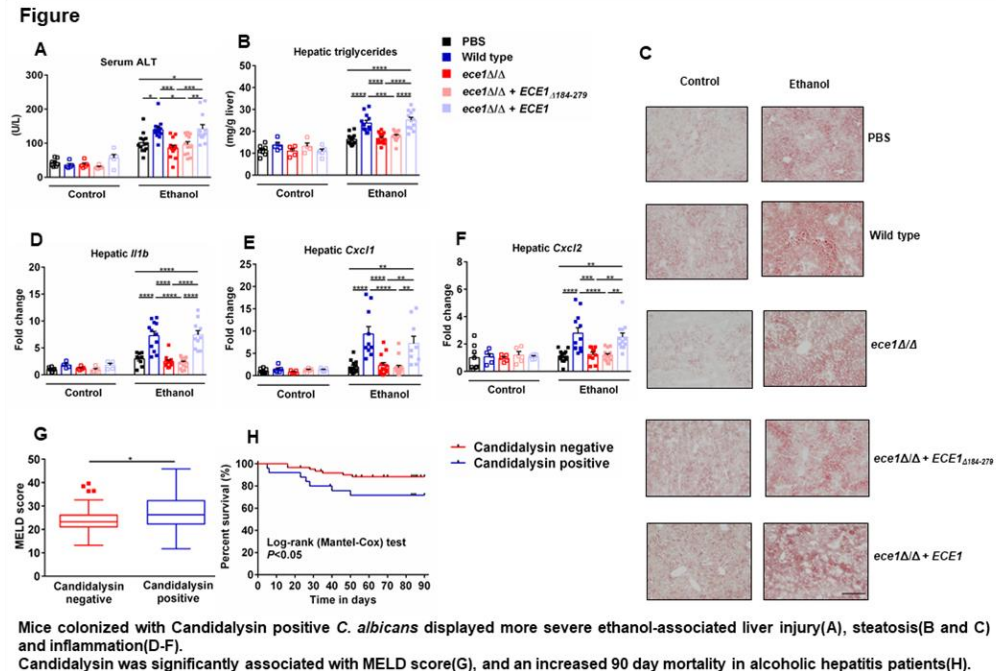 Figure
A
Serum ALT
(U/L)
300
200
100
0
Control
Ethanol
*
*** ***
* * **
B
Hepatic triglycerides
(mg/g liver)
60
50
40
30
20
10
0
Control
Ethanol
****
**** ****
**** *** ****
PBS
Wild type
ece1Δ/Δ
ece1Δ/Δ + ECE1Δ184-279
ece1Δ/Δ + ECE1
C
Control
Ethanol
PBS
Wild type
ece1Δ/Δ
ece1Δ/Δ + ECE1Δ184-279
ece1Δ/Δ + ECE1
D
Hepatic Il1b
Fold change
20
15
10
5
0
Control
Ethanol
****
**** ****
**** **** ****
E
Hepatic Cxcl1
Fold change
25
20
15
10
5
0
Control
Ethanol
**
**** **
**** **** **
F
Hepatic Cxcl2
Fold change
8
6
4
2
0
Control
Ethanol
**
*** **
**** **** **
G
MELD score
50
40
30
20
10
0
*
Candidalysin negative
Candidalysin positive
H
Percent survival (%)
100
80
60
40
20
0
Log-rank (Mantel-Cox) test
P<0.05
0 10 20 30 40 50 60 70 80 90
Time in days
Candidalysin negative
Candidalysin positive
Mice colonized with Candidalysin positive C. albicans displayed more severe ethanol-associated liver injury(A), steatosis(B and C)
and inflammation(D-F).
Candidalysin was significantly associated with MELD score(G), and an increased 90 day mortality in alcoholic hepatitis patients(H).